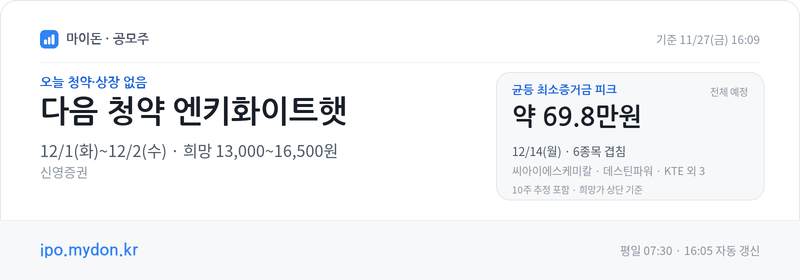 마이돈 · 공모주
기준 11/27(금) 16:09
오늘 청약·상장 없음
다음 청약 엔키화이트햇
12/1(화)~12/2(수) · 희망 13,000~16,500원
신영증권
균등 최소증거금 피크
전체 예정
약 69.8만원
12/14(월) · 6종목 겹침
씨아이에스케미칼 · 데스틴파워 · KTE 외 3
10주 추정 포함 · 희망가 상단 기준
ipo.mydon.kr
평일 07:30 · 16:05 자동 갱신